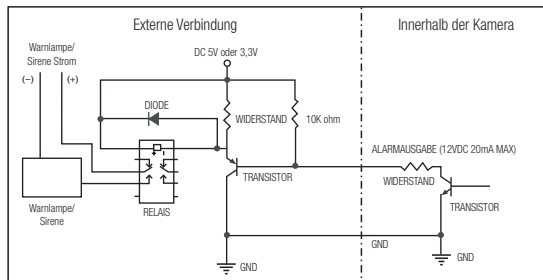 Externe Verbindung
Innerhalb der Kamera
Warnlampe/
Sirene Strom
(–)
(+)
DC 5V oder 3,3V
DIODE
WIDERSTAND
10K ohm
ALARMAUSGABE (12VDC 20mA MAX)
WIDERSTAND
TRANSISTOR
TRANSISTOR
RELAIS
Warnlampe/
Sirene
GND
GND
GND